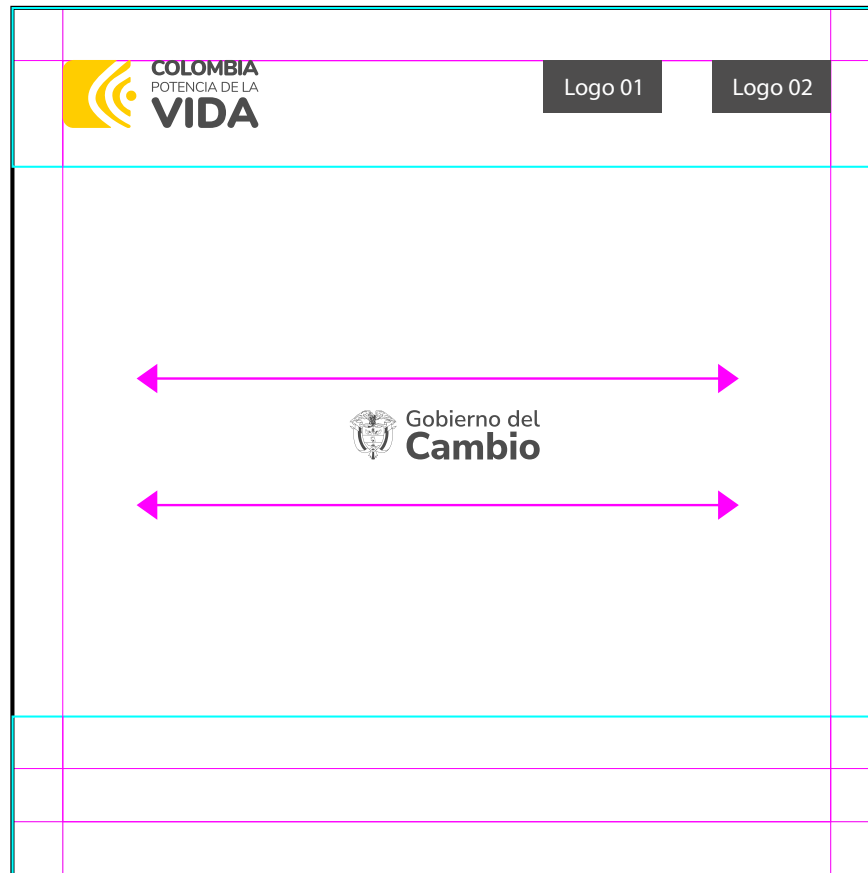 COLOMBIA
POTENCIA DE LA
VIDA
Logo 01
Logo 02
Gobierno del
Cambio